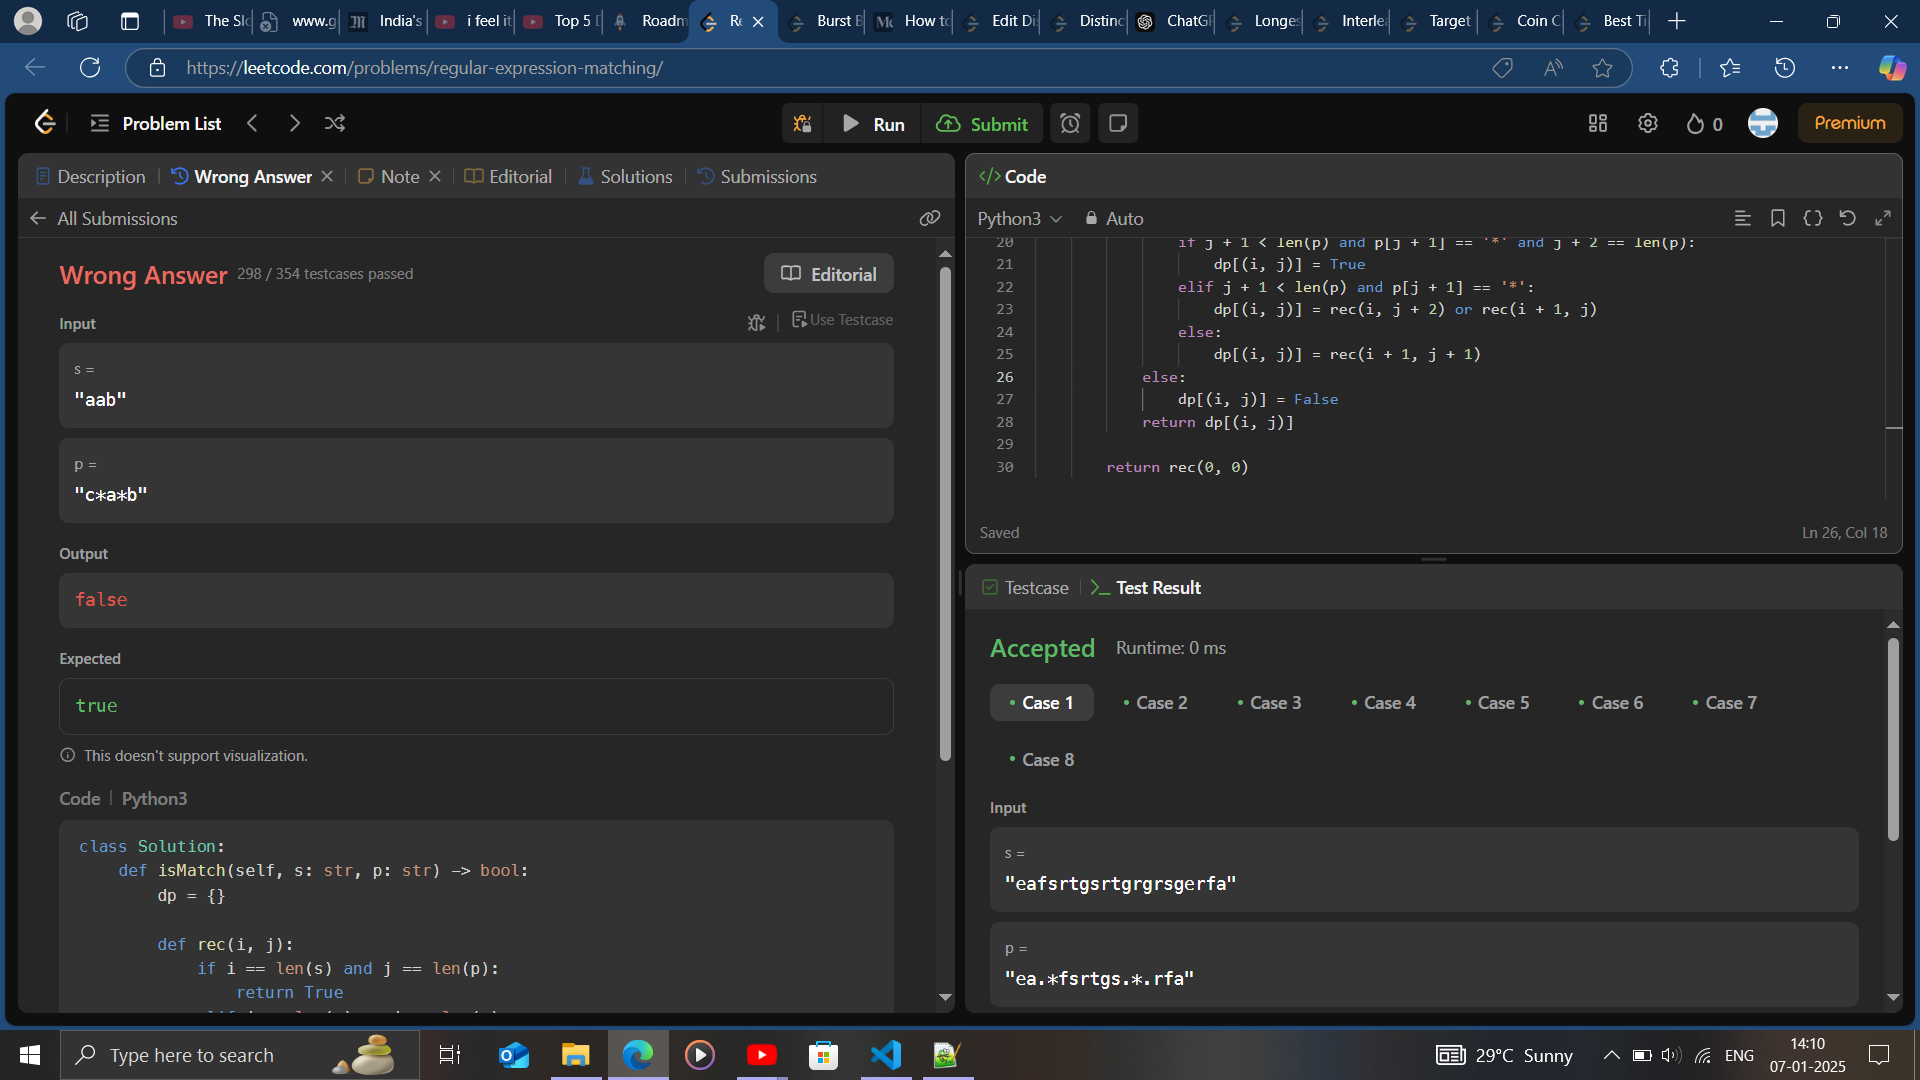 The Slo
www.g
India's
i feel it
Top 5 D
Roadm
Re
Burst B
How to
Edit Di
Distinc
ChatGP
Longes
Interlea
Target
Coin C
Best Ti
https://leetcode.com/problems/regular-expression-matching/
Problem List
Run
Submit
0
Premium
Description
Wrong Answer
Note
Editorial
Solutions
Submissions
All Submissions
Wrong Answer 298 / 354 testcases passed
Editorial
Input
Use Testcase
s =
"aab"
p =
"c*a*b"
Output
false
Expected
true
This doesn't support visualization.
Code | Python3
class Solution:
def isMatch(self, s: str, p: str) -> bool:
dp = {}
def rec(i, j):
if i == len(s) and j == len(p):
return True
</> Code
Python3
Auto
20 if j + 1 < len(p) and p[j + 1] == '*' and j + 2 == len(p):
21 dp[(i, j)] = True
22 elif j + 1 < len(p) and p[j + 1] == '*':
23 dp[(i, j)] = rec(i, j + 2) or rec(i + 1, j)
24 else:
25 dp[(i, j)] = rec(i + 1, j + 1)
26 else:
27 dp[(i, j)] = False
28 return dp[(i, j)]
29
30 return rec(0, 0)
Saved
Ln 26, Col 18
Testcase
Test Result
Accepted Runtime: 0 ms
Case 1
Case 2
Case 3
Case 4
Case 5
Case 6
Case 7
Case 8
Input
s =
"eafsrtgsrtgrgrsgerfa"
p =
"ea.*fsrtgs.*.rfa"
Type here to search
29°C Sunny
ENG
14:10
07-01-2025